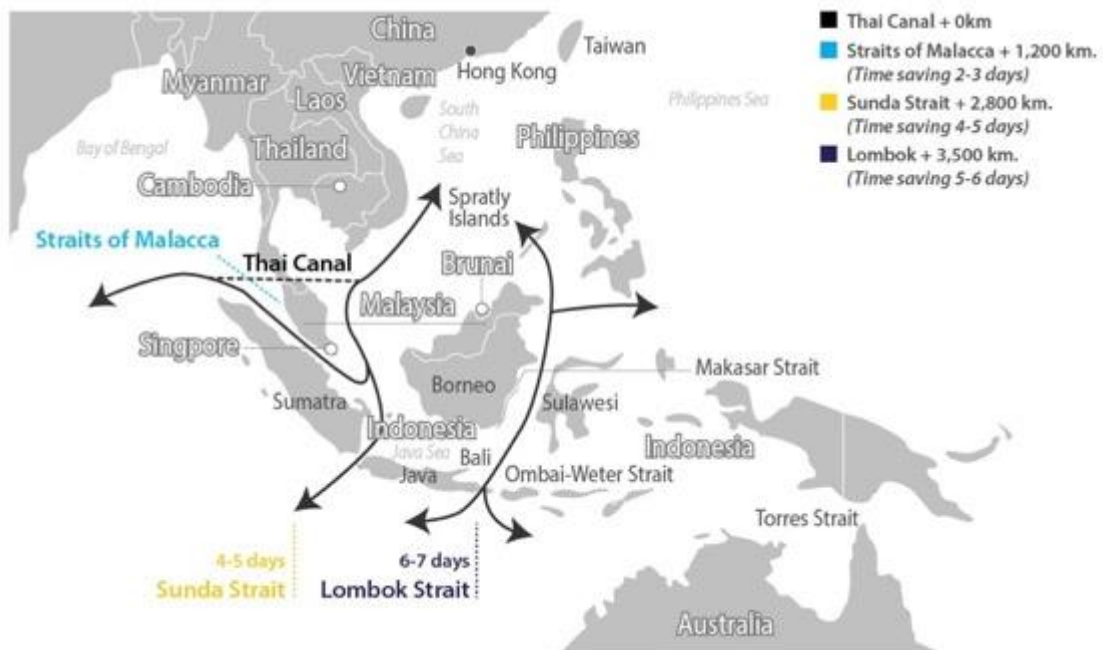 China
Taiwan
Hong Kong
Myanmar
Vietnam
Laos
South
China
Sea
Philippines Sea
Bay of Bengal
Thailand
Philippines
Cambodia
Spratly
Islands
Straits of Malacca
Thai Canal
Brunai
Malaysia
Singpore
Makasar Strait
Borneo
Sumatra
Sulawesi
Indonesia
Indonesia
Java Sea
Bali
Java
Ombai-Weter Strait
Torres Strait
4-5 days
Sunda Strait
6-7 days
Lombok Strait
Australia
Thai Canal + 0km
Straits of Malacca + 1,200 km.
(Time saving 2-3 days)
Sunda Strait + 2,800 km.
(Time saving 4-5 days)
Lombok + 3,500 km.
(Time saving 5-6 days)